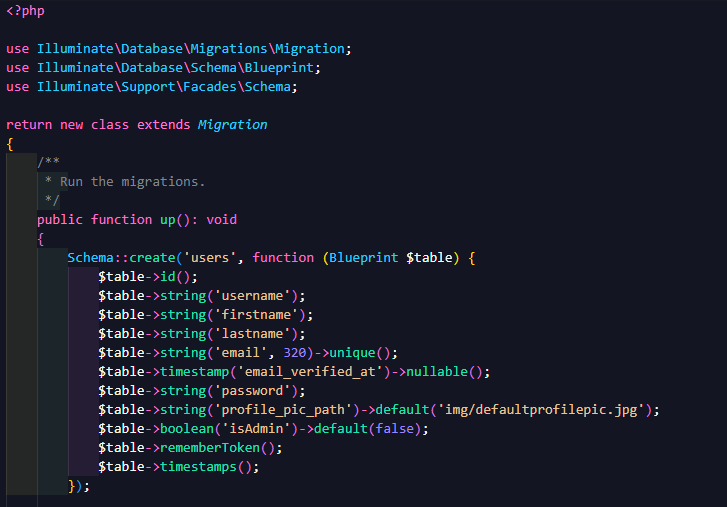 <?php
use Illuminate\Database\Migrations\Migration;
use Illuminate\Database\Schema\Blueprint;
use Illuminate\Support\Facades\Schema;
return new class extends Migration
{
/**
* Run the migrations.
*/
public function up(): void
{
Schema::create('users', function (Blueprint $table) {
$table->id();
$table->string('username');
$table->string('firstname');
$table->string('lastname');
$table->string('email', 320)->unique();
$table->timestamp('email_verified_at')->nullable();
$table->string('password');
$table->string('profile_pic_path')->default('img/defaultprofilepic.jpg');
$table->boolean('isAdmin')->default(false);
$table->rememberToken();
$table->timestamps();
});